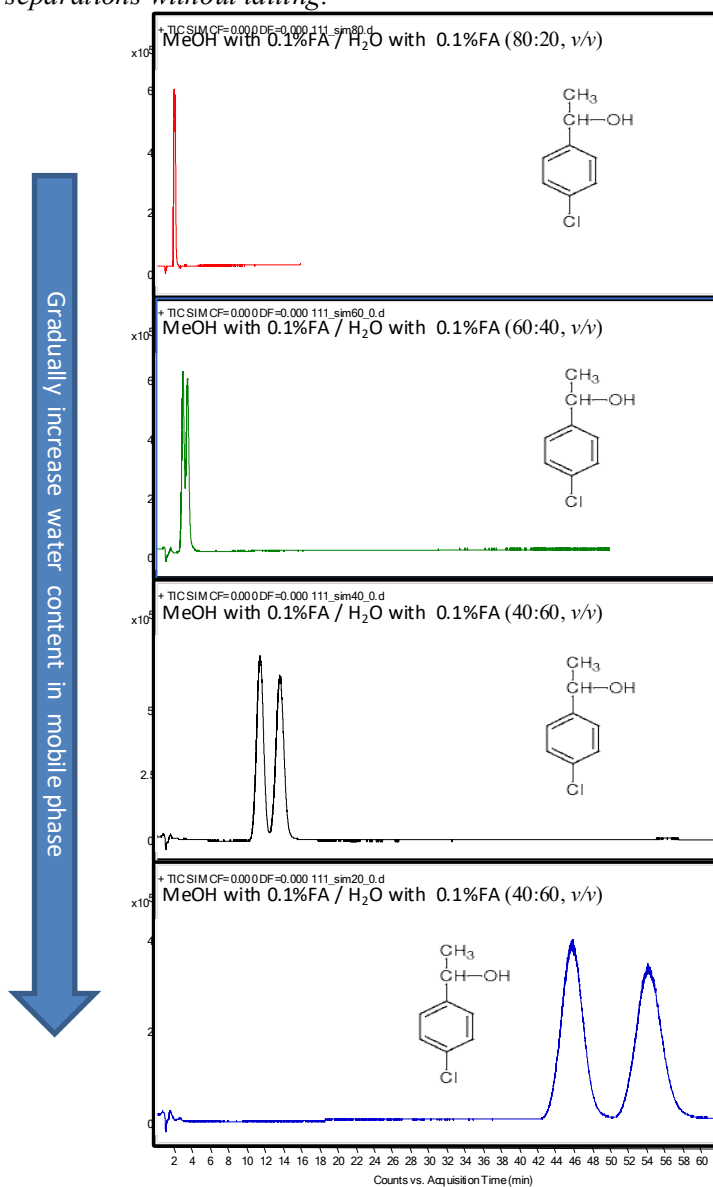 separations without tailing.
+ TIC SIM CF=0.000 DF=0.000 111_sim80.d
MeOH with 0.1%FA / H₂O with 0.1%FA (80:20, v/v)
x10⁵
6
4
2
0
CH₃
CH—OH
Cl
Gradually increase water content in mobile phase
+ TIC SIM CF=0.000 DF=0.000 111_sim60_0.d
MeOH with 0.1%FA / H₂O with 0.1%FA (60:40, v/v)
x10⁵
6
4
2
0
CH₃
CH—OH
Cl
+ TIC SIM CF=0.000 DF=0.000 111_sim40_0.d
MeOH with 0.1%FA / H₂O with 0.1%FA (40:60, v/v)
5
2.5
0
CH₃
CH—OH
Cl
+ TIC SIM CF=0.000 DF=0.000 111_sim20_0.d
MeOH with 0.1%FA / H₂O with 0.1%FA (40:60, v/v)
4
2
0
CH₃
CH—OH
Cl
2 4 6 8 10 12 14 16 18 20 22 24 26 28 30 32 34 36 38 40 42 44 46 48 50 52 54 56 58 60
Counts vs. Acquisition Time (min)